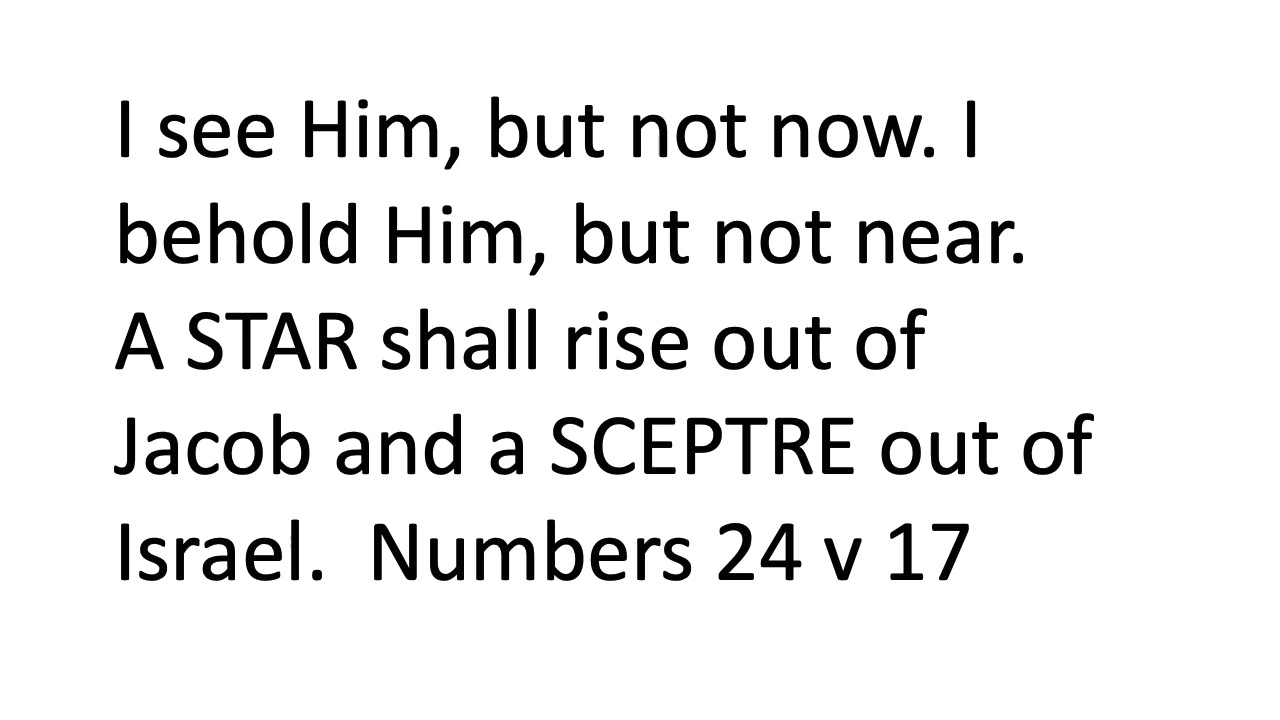 I see Him, but not now. I
behold Him, but not near.
A STAR shall rise out of
Jacob and a SCEPTRE out of
Israel.  Numbers 24 v 17